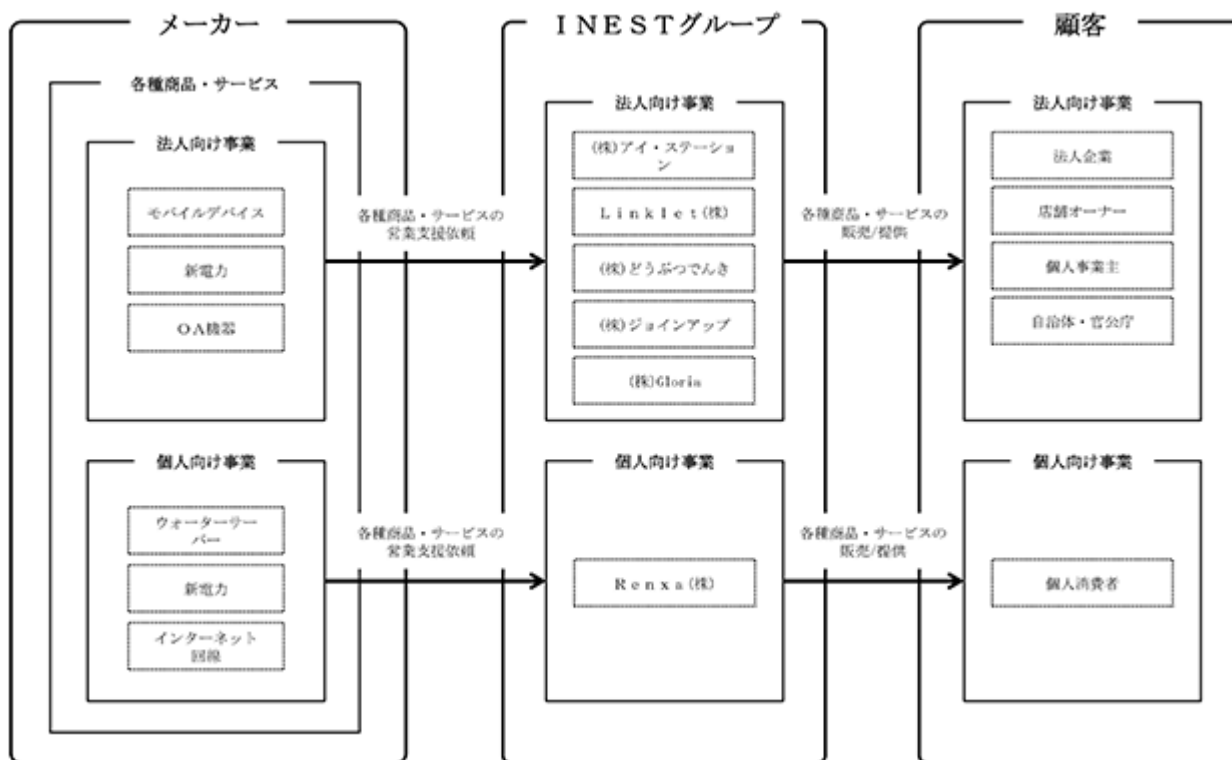 メーカー
各種商品・サービス
法人向け事業
モバイルデバイス
新電力
OA機器
個人向け事業
ウォーターサー
バー
新電力
インターネット
回線
各種商品・サービスの
営業支援依頼
各種商品・サービスの
営業支援依頼
INESTグループ
法人向け事業
(株)アイ・ステーショ
ン
Linklet(株)
(株)どうぶつでんき
(株)ジョインアップ
(株)Gloria
個人向け事業
Renxa(株)
各種商品・サービスの
販売/提供
各種商品・サービスの
販売/提供
顧客
法人向け事業
法人企業
店舗オーナー
個人事業主
自治体・官公庁
個人向け事業
個人消費者